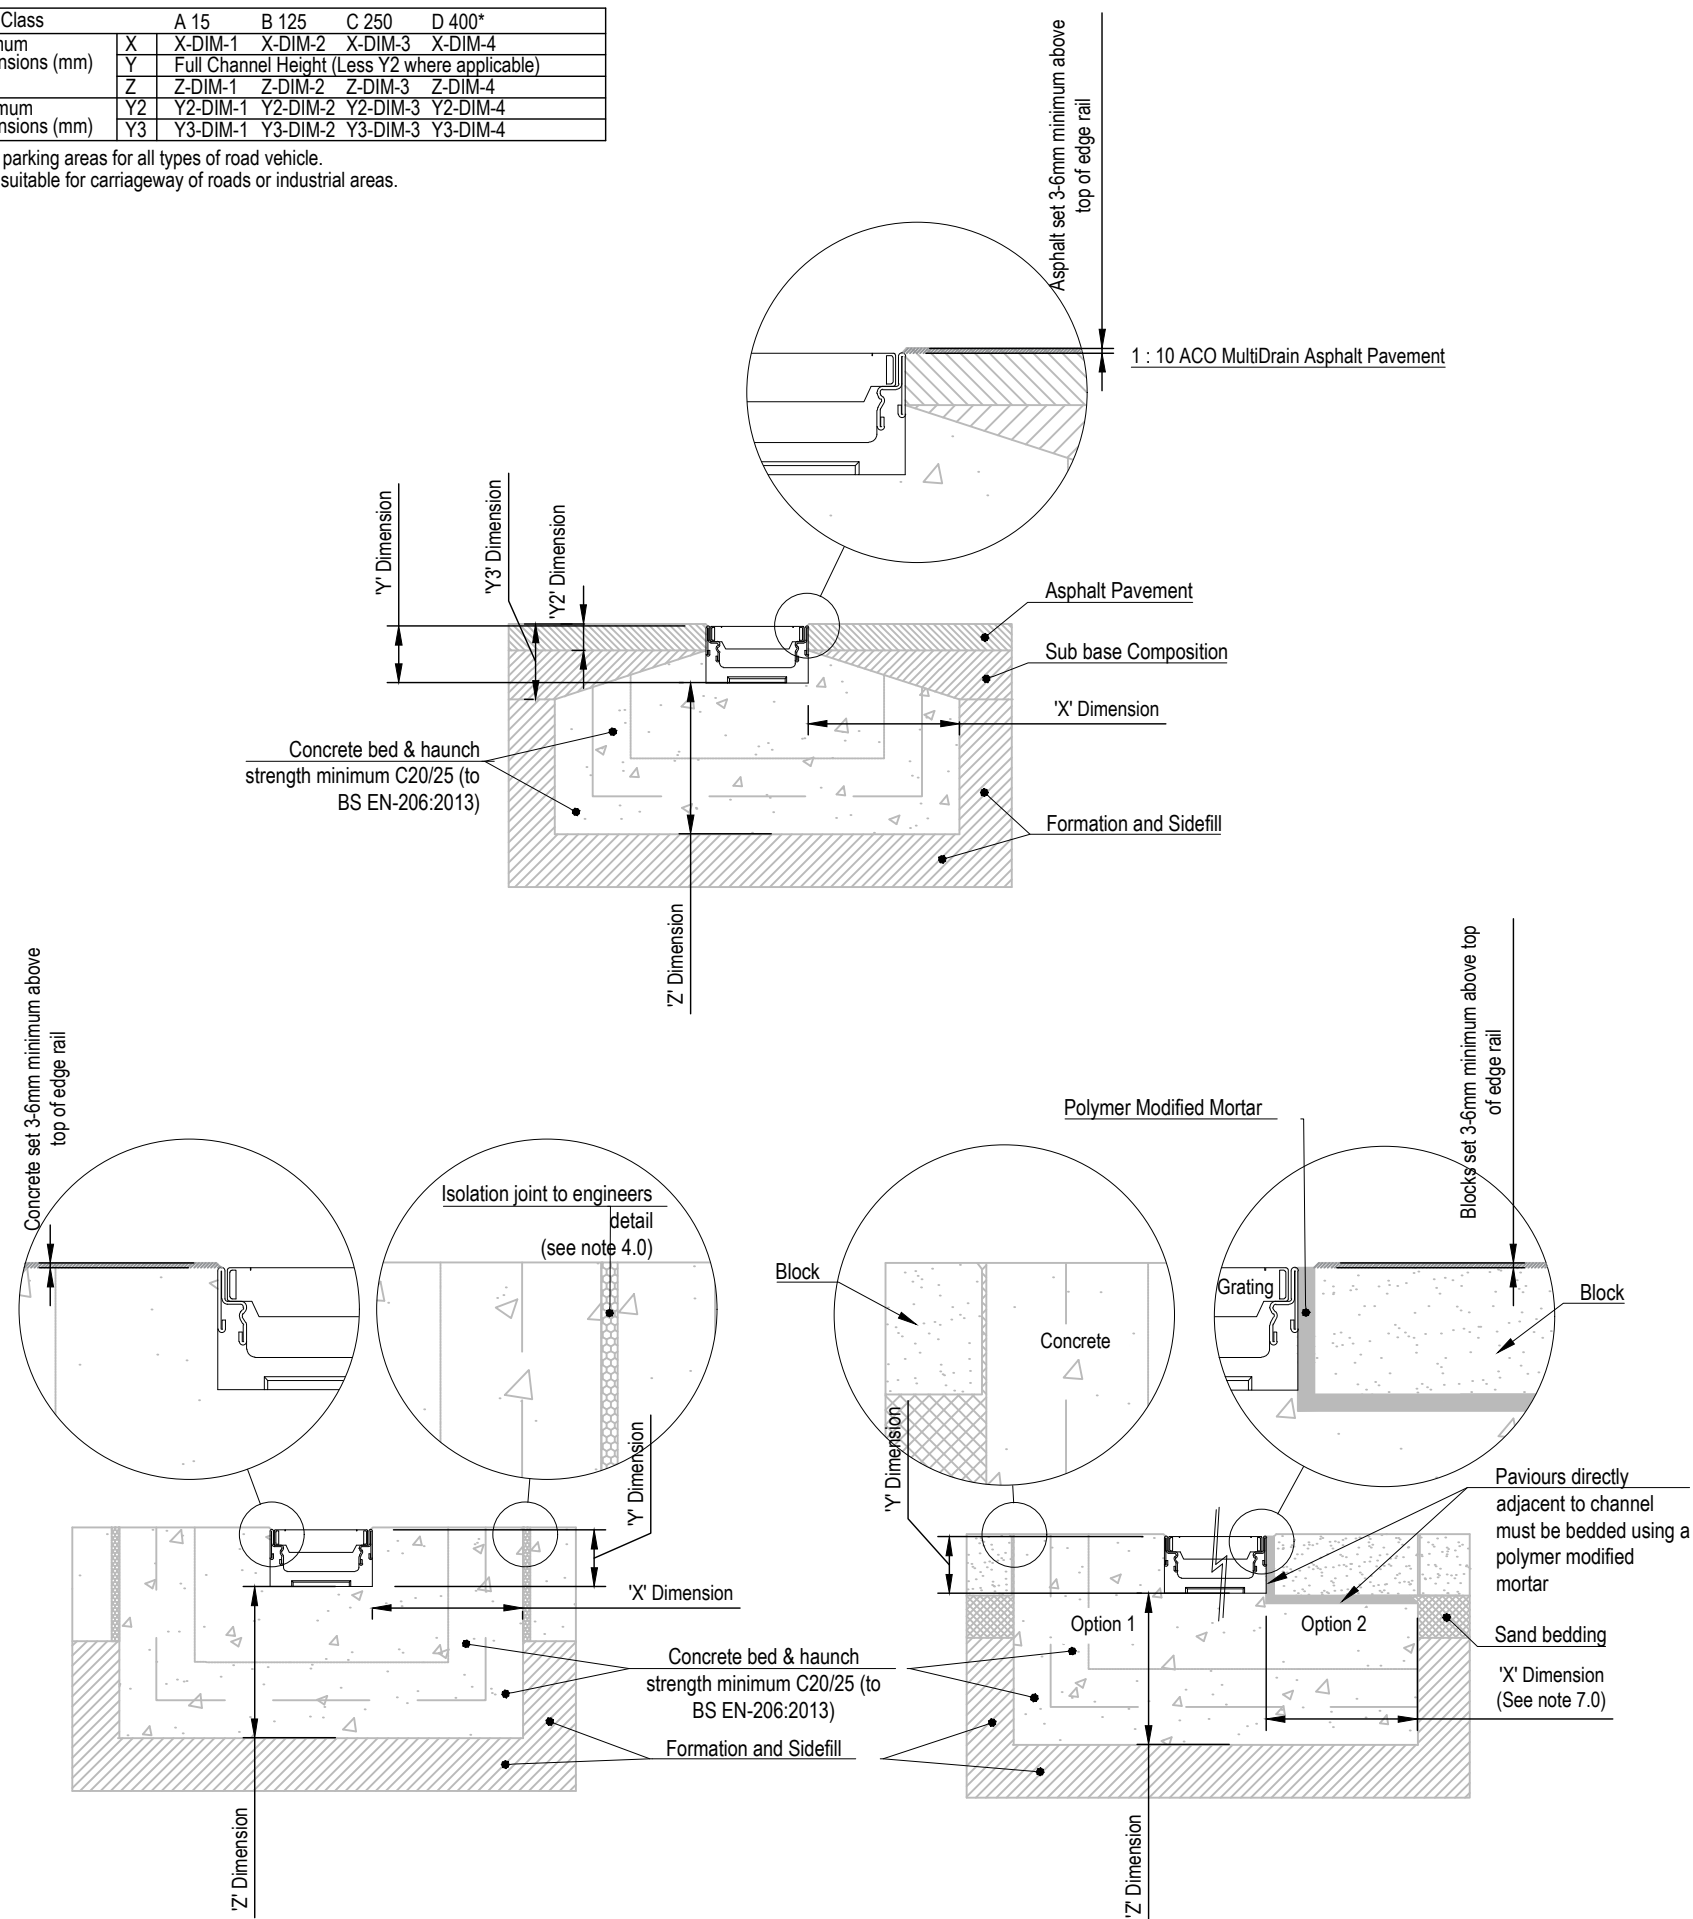 Class A 15 B 125 C 250 D 400*
X X-DIM-1 X-DIM-2 X-DIM-3 X-DIM-4
(mm) Y Full Channel Height (Less Y2 where applicable)
Z Z-DIM-1 Z-DIM-2 Z-DIM-3 Z-DIM-4
Y2 Y2-DIM-1 Y2-DIM-2 Y2-DIM-3 Y2-DIM-4
(mm) Y3 Y3-DIM-1 Y3-DIM-2 Y3-DIM-3 Y3-DIM-4
parking areas for all types of road vehicle.
suitable for carriageway of roads or industrial areas.
Asphalt set 3-6mm minimum above
top of edge rail
1 : 10 ACO MultiDrain Asphalt Pavement
'Y' Dimension
'Y3' Dimension
'Y2' Dimension
Asphalt Pavement
Sub base Composition
'X' Dimension
Concrete bed & haunch
strength minimum C20/25 (to
BS EN-206:2013)
Formation and Sidefill
'Z' Dimension
Concrete set 3-6mm minimum above
top of edge rail
Isolation joint to engineers
detail
(see note 4.0)
'Y' Dimension
'X' Dimension
Concrete bed & haunch
strength minimum C20/25 (to
BS EN-206:2013)
Formation and Sidefill
'Z' Dimension
Polymer Modified Mortar
Blocks set 3-6mm minimum above top
of edge rail
Block
Concrete
Grating
Block
'Y' Dimension
Paviours directly
adjacent to channel
must be bedded using a
polymer modified
mortar
Option 1
Option 2
Sand bedding
'X' Dimension
(See note 7.0)
'Z' Dimension